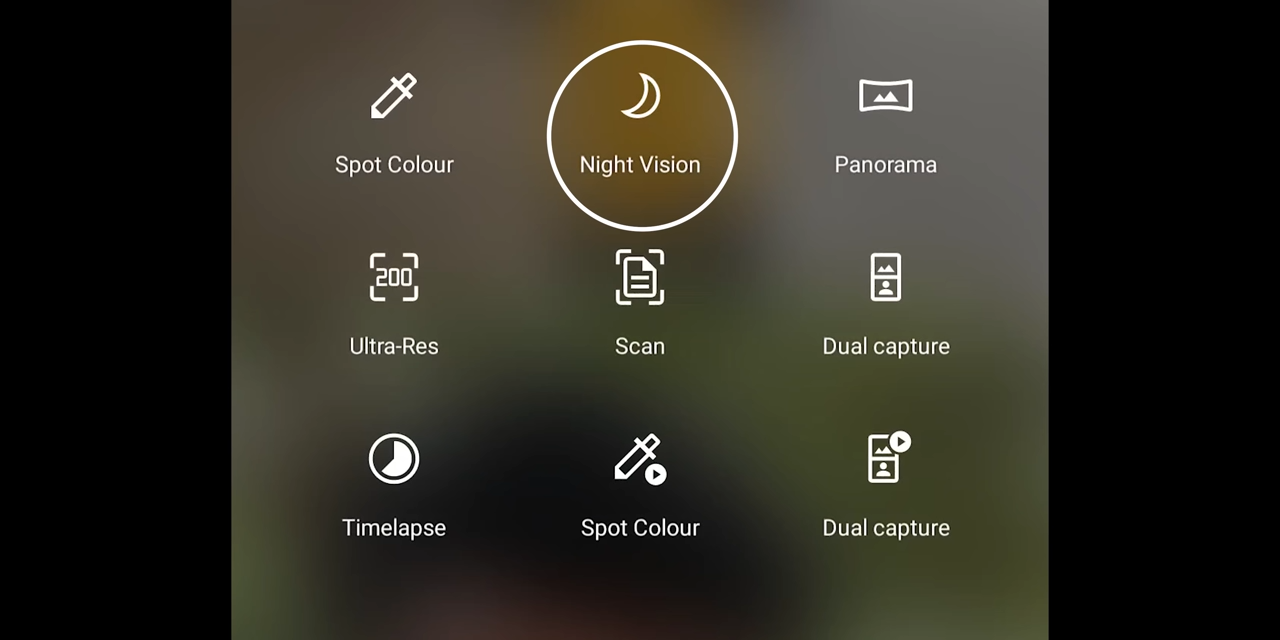 Spot Colour
Night Vision
Panorama
200
Ultra-Res
Scan
Dual capture
Timelapse
Spot Colour
Dual capture